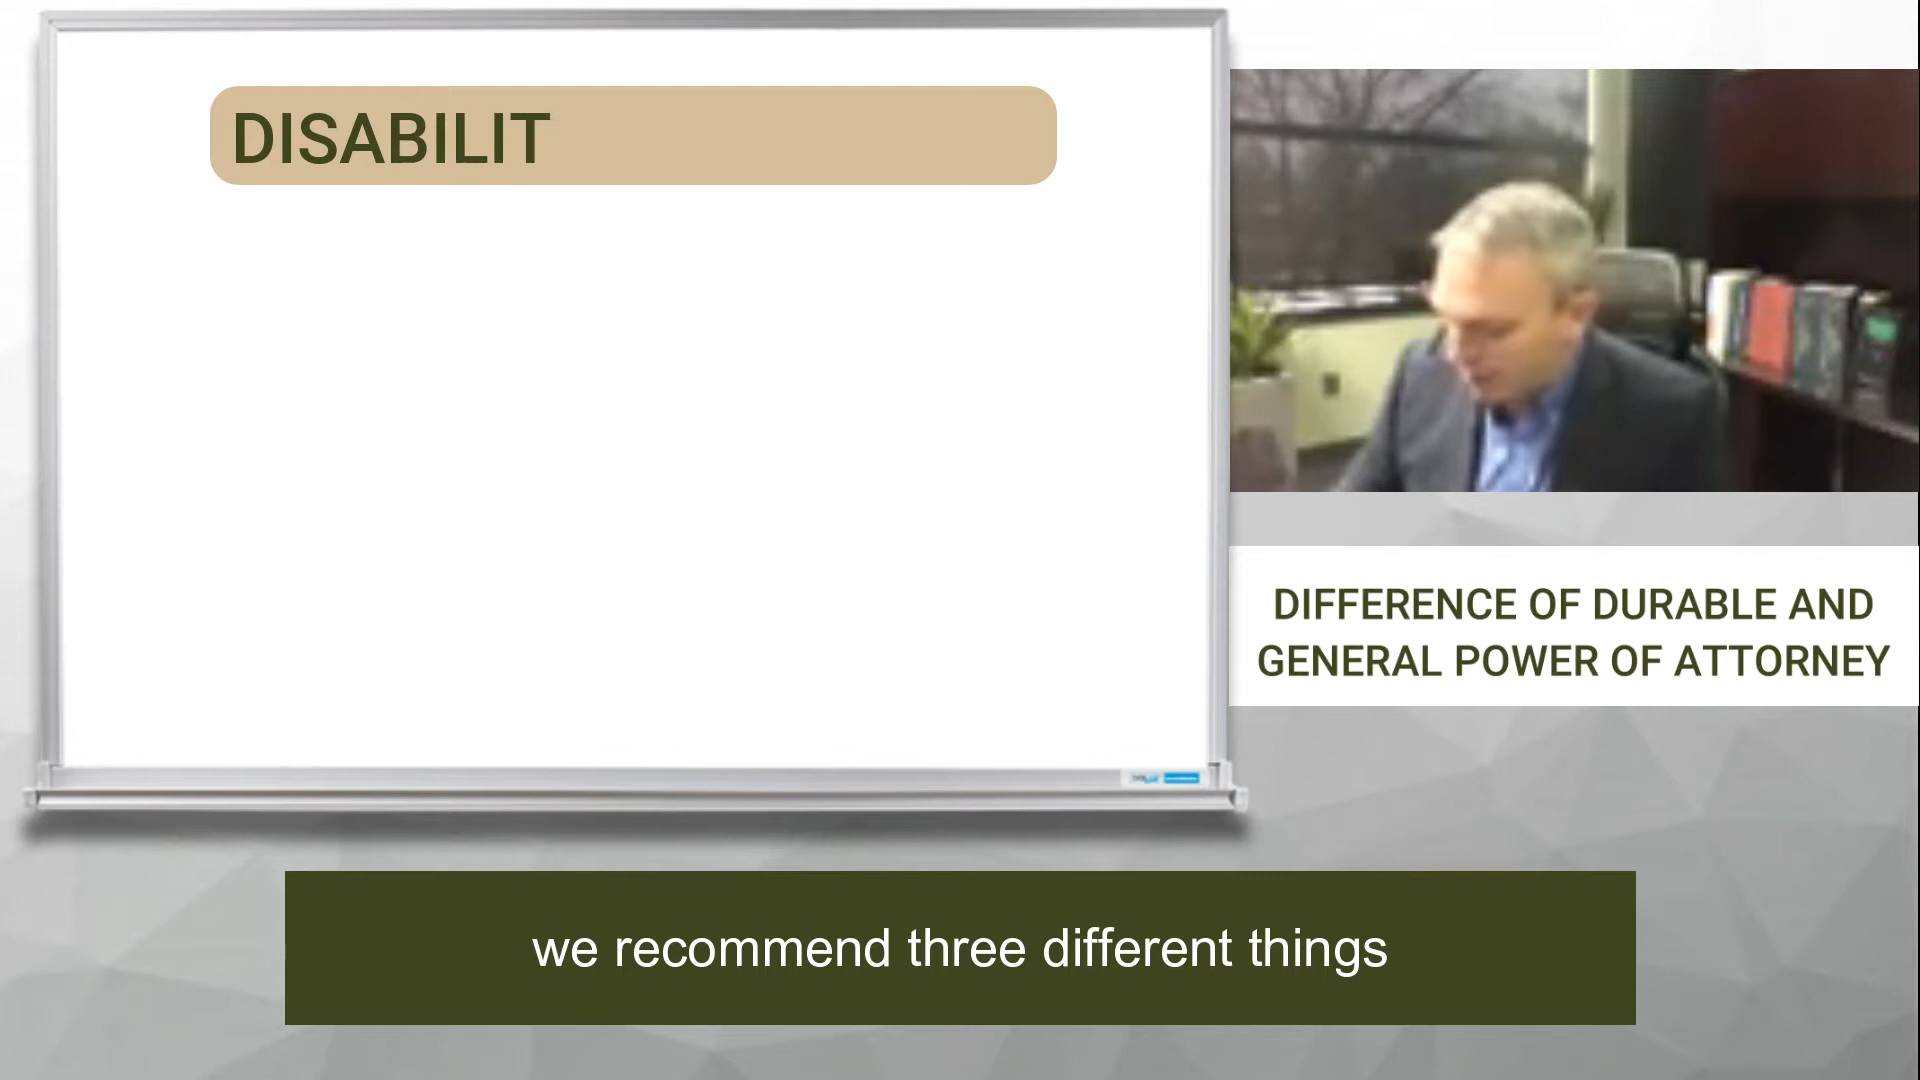 DISABILIT
DIFFERENCE OF DURABLE AND
GENERAL POWER OF ATTORNEY
we recommend three different things